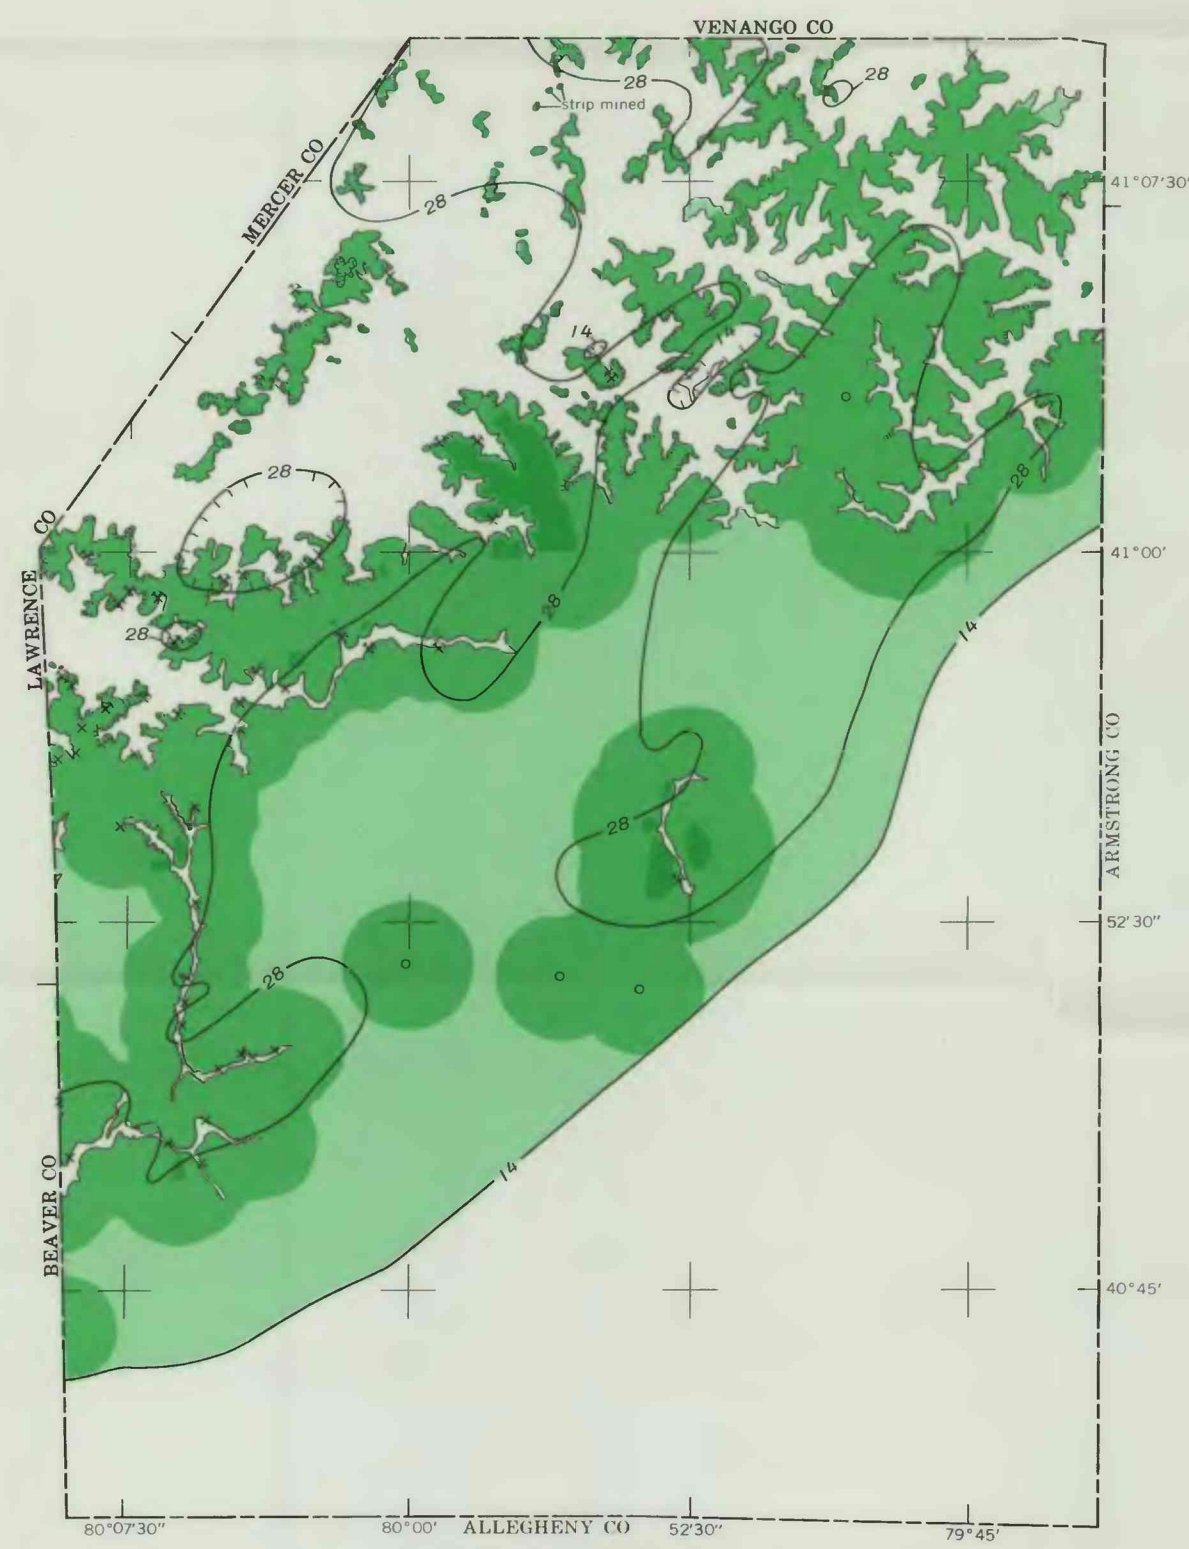 VENANGO CO
28
28
strip mined
MERCER CO
41°07'30"
28
14
14
28
28
CO
LAWRENCE
41°00'
28
28
14
28
ARMSTRONG CO
52'30"
28
14
BEAVER CO
40°45'
80°07'30"
80°00'
ALLEGHENY CO
52'30"
79°45'